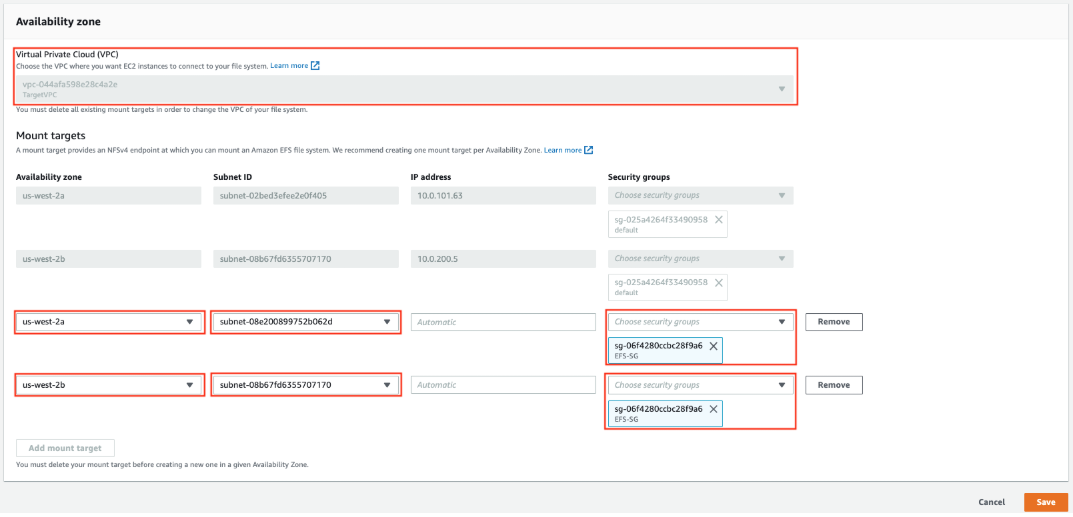 Availability zone
Virtual Private Cloud (VPC)
Choose the VPC where you want EC2 instances to connect to your file system. Learn more
vpc-044afa598e28c4a2e
TargetVPC
You must delete all existing mount targets in order to change the VPC of your file system.
Mount targets
A mount target provides an NFSv4 endpoint at which you can mount an Amazon EFS file system. We recommend creating one mount target per Availability Zone. Learn more
Availability zone Subnet ID IP address Security groups
us-west-2a subnet-02bed3efee2e0f405 10.0.101.63 Choose security groups
sg-025a4264f33490958
default
us-west-2b subnet-08b67fd6355707170 10.0.200.5 Choose security groups
sg-025a4264f33490958
default
us-west-2a subnet-08e200899752b062d Automatic Choose security groups Remove
sg-06f4280ccbc28f9a6
EFS-SG
us-west-2b subnet-08b67fd6355707170 Automatic Choose security groups Remove
sg-06f4280ccbc28f9a6
EFS-SG
Add mount target
You must delete your mount target before creating a new one in a given Availability Zone.
Cancel Save